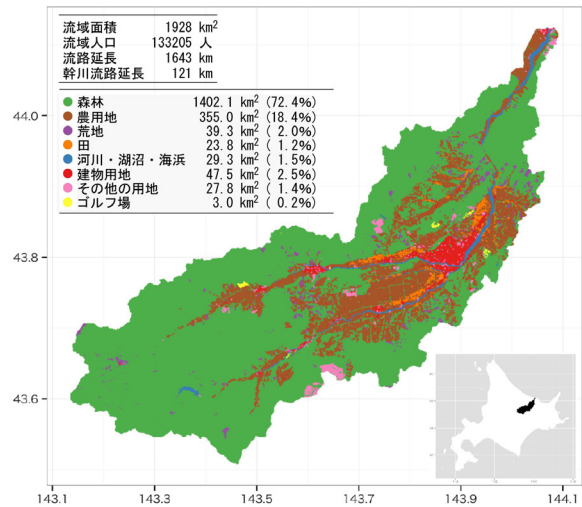 流域面積 1928 km²
流域人口 133205 人
流路延長 1643 km
幹川流路延長 121 km
森林 1402.1 km² (72.4%)
農用地 355.0 km² (18.4%)
荒地 39.3 km² ( 2.0%)
田 23.8 km² ( 1.2%)
河川・湖沼・海浜 29.3 km² ( 1.5%)
建物用地 47.5 km² ( 2.5%)
その他の用地 27.8 km² ( 1.4%)
ゴルフ場 3.0 km² ( 0.2%)
44.0
43.8
43.6
143.1 143.3 143.5 143.7 143.9 144.1